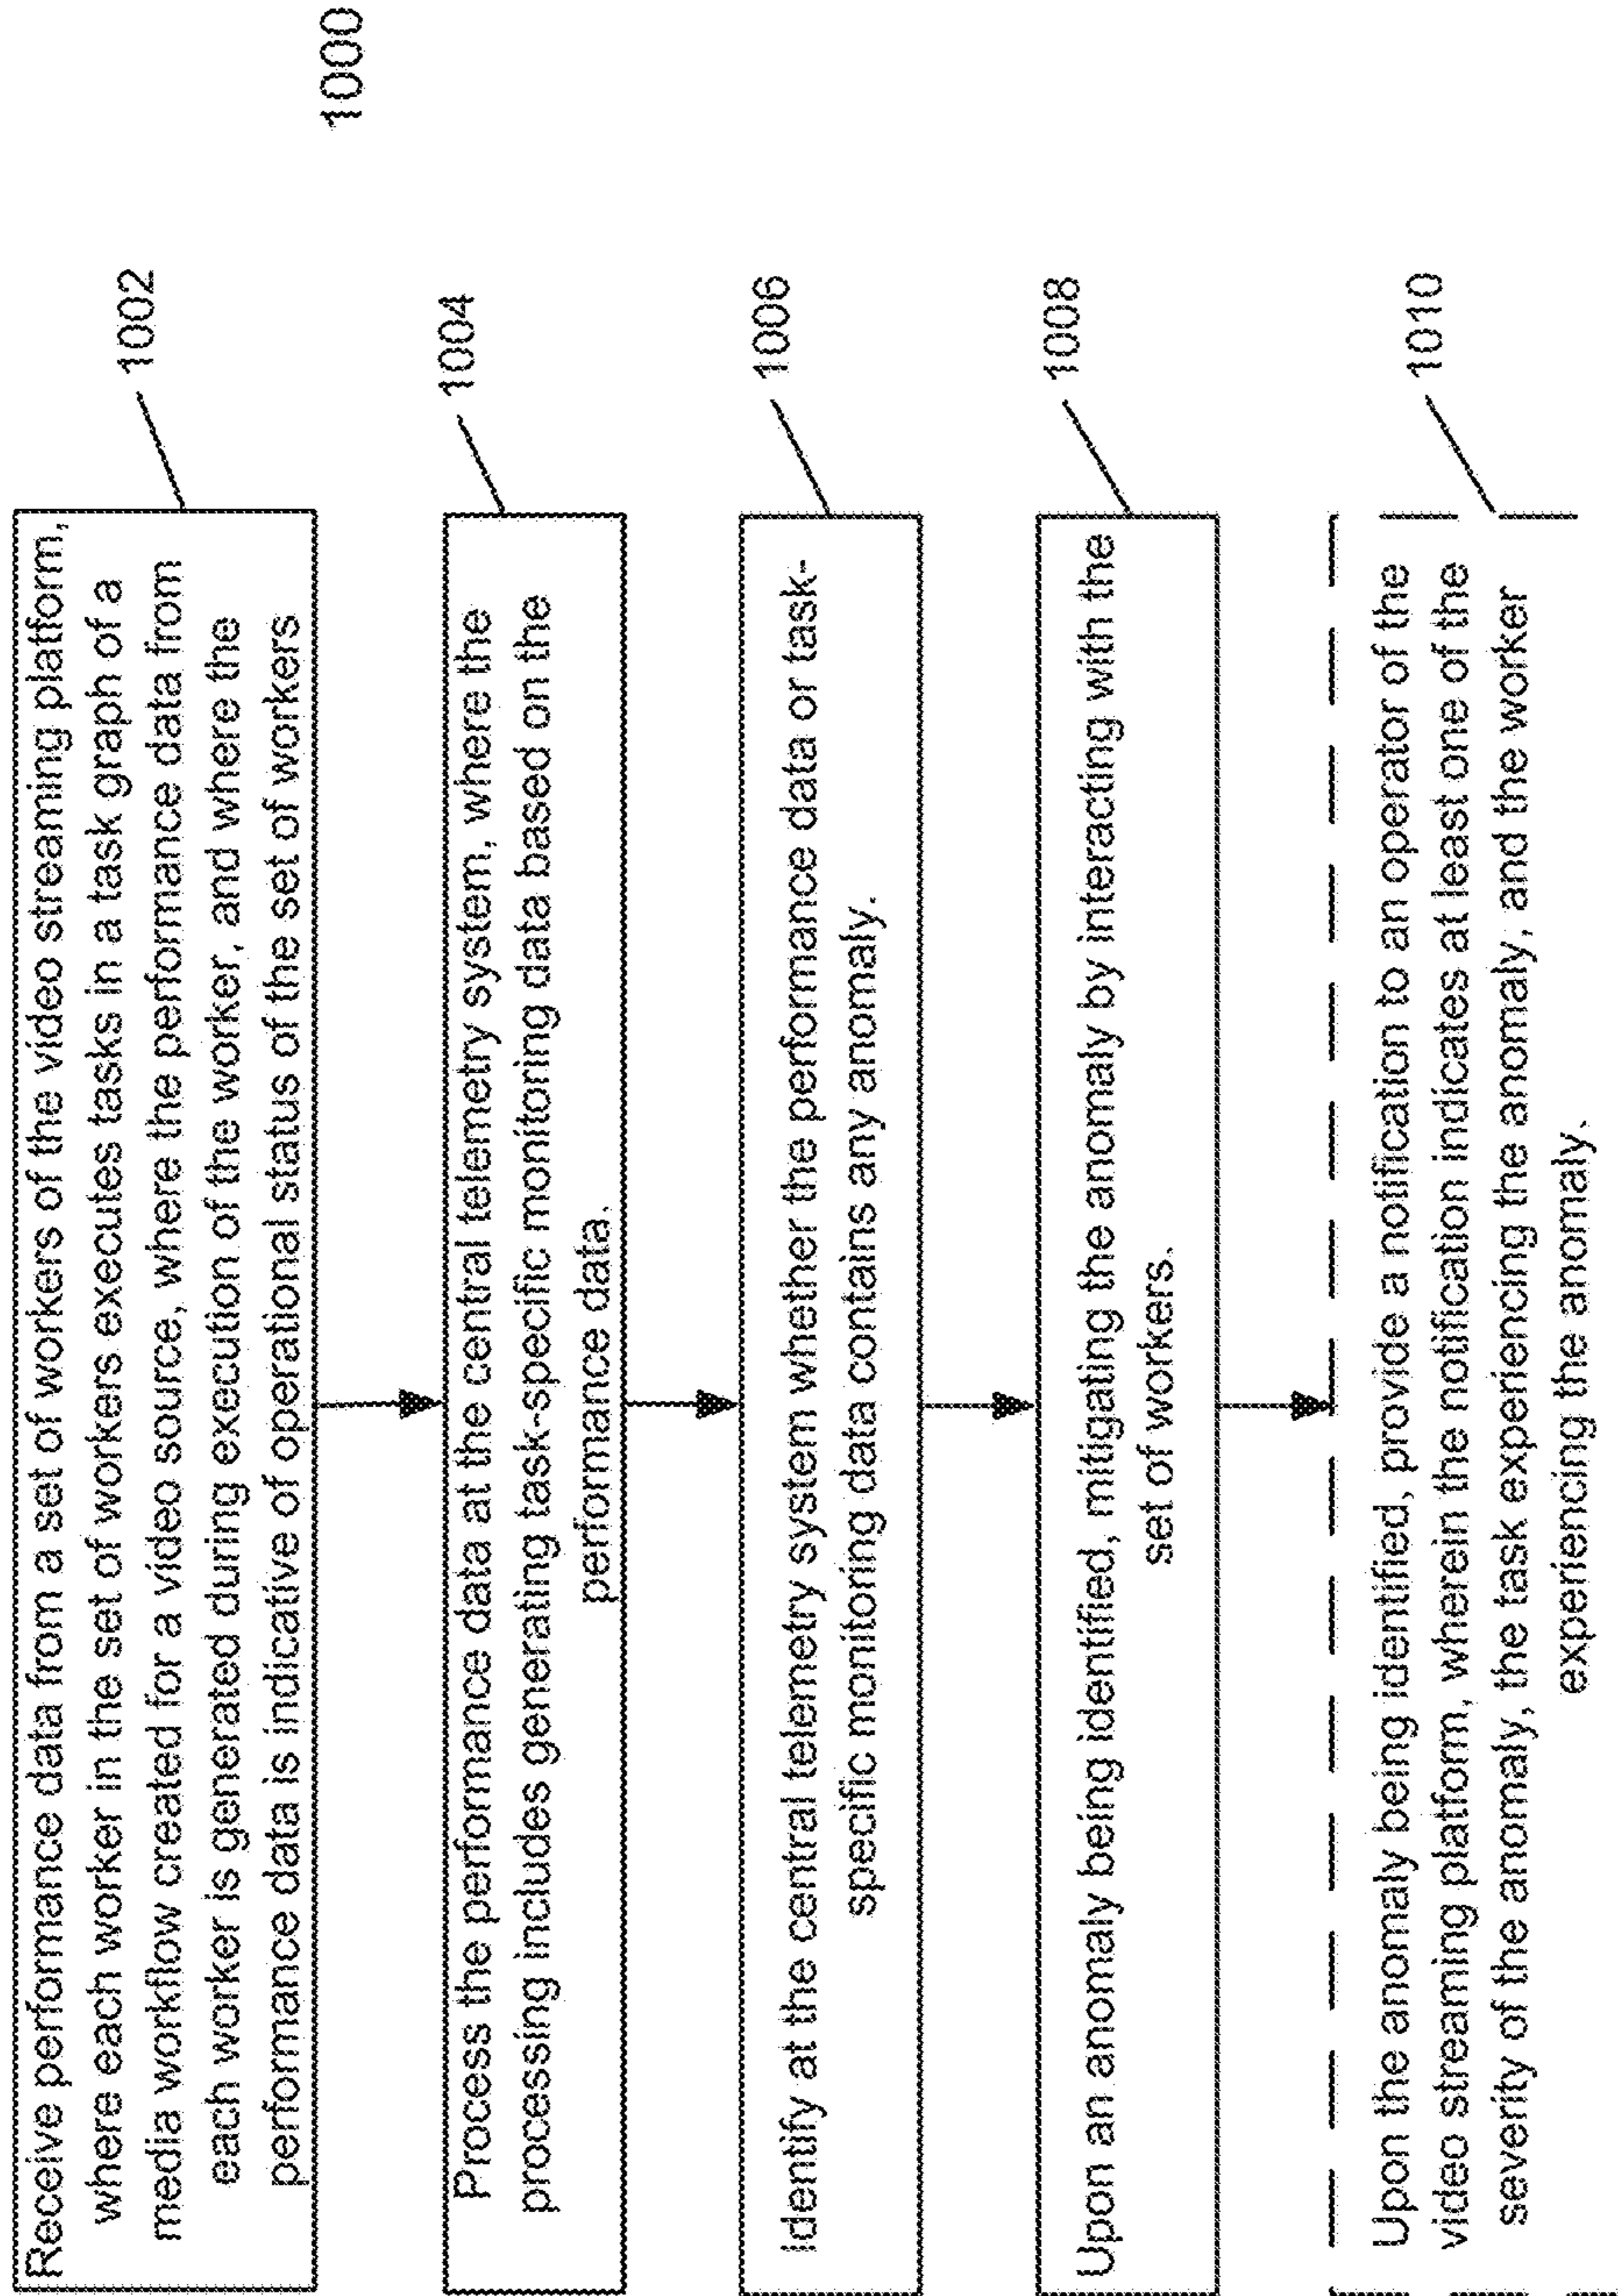 Receive performance data from a set of workers of the video streaming platform,
where each worker in the set of workers executes tasks in a task graph of a
media workflow created for a video source, where the performance data from
each worker is generated during execution of the worker, and where the
performance data is indicative of operational status of the set of workers
1002
1000
Process the performance data at the central telemetry system, where the
processing includes generating task-specific monitoring data based on the
performance data.
1004
Identify at the central telemetry system whether the performance data or task-
specific monitoring data contains any anomaly.
1006
Upon an anomaly being identified, mitigating the anomaly by interacting with the
set of workers.
1008
Upon the anomaly being identified, provide a notification to an operator of the
video streaming platform, wherein the notification indicates at least one of the
severity of the anomaly, the task experiencing the anomaly, and the worker
experiencing the anomaly.
1010